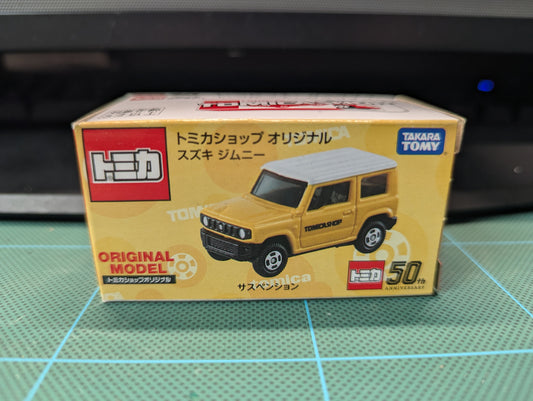 トミカ
トミカショップ オリジナル
スズキ ジムニー
TAKARA
TOMY
TOMICA SHOP
ORIGINAL
MODEL
トミカショップオリジナル
サスペンション
トミカ
50th
ANNIVERSARY